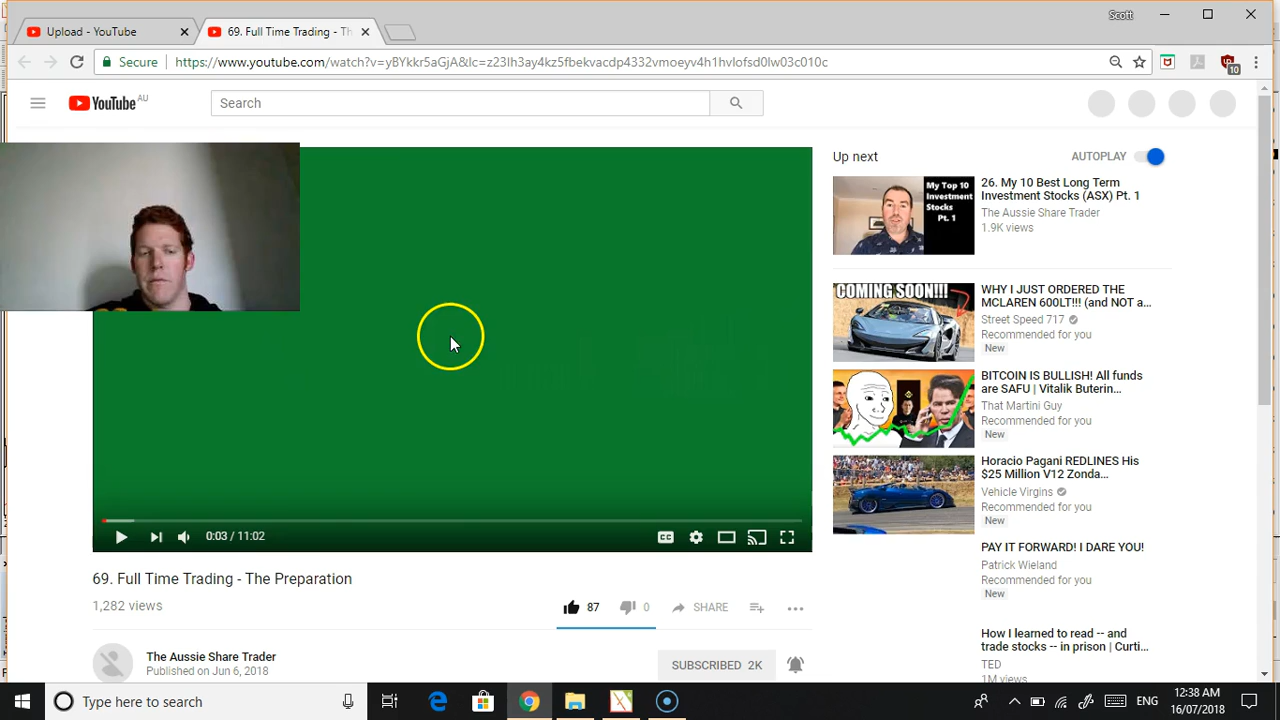 Scott
Upload - YouTube
69. Full Time Trading - Th
Secure
https://www.youtube.com/watch?v=yBYkkr5aGjA&lc=z23lh3ay4kz5fbekvacdp4332vmoeyv4h1hvlofsd0lw03c010c
10
YouTube AU
Search
Up next
AUTOPLAY
My Top 10
Investment
Stocks
Pt. 1
26. My 10 Best Long Term
Investment Stocks (ASX) Pt. 1
The Aussie Share Trader
1.9K views
COMING SOON!!!
WHY I JUST ORDERED THE
MCLAREN 600LT!!! (and NOT a...
Street Speed 717
Recommended for you
New
BITCOIN IS BULLISH! All funds
are SAFU | Vitalik Buterin...
That Martini Guy
Recommended for you
New
Horacio Pagani REDLINES His
$25 Million V12 Zonda...
Vehicle Virgins
Recommended for you
New
PAY IT FORWARD! I DARE YOU!
Patrick Wieland
Recommended for you
New
How I learned to read -- and
trade stocks -- in prison | Curti...
TED
1M views
0:03 / 11:02
CC
69. Full Time Trading - The Preparation
1,282 views
87
0
SHARE
The Aussie Share Trader
Published on Jun 6, 2018
SUBSCRIBED 2K
Type here to search
ENG
12:38 AM
16/07/2018